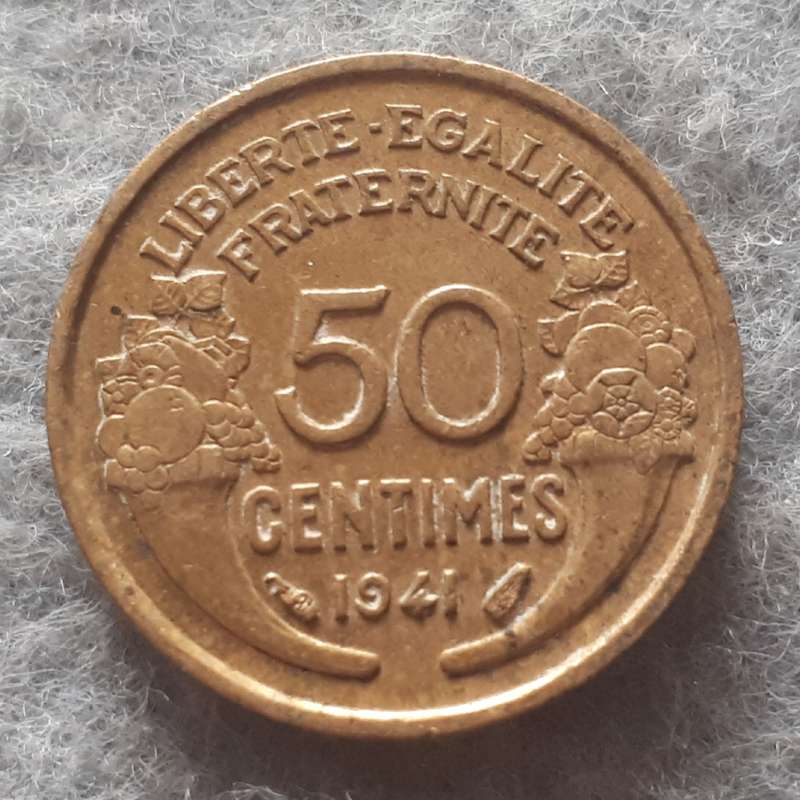 LIBERTE-EGALITE
FRATERNITE
50
CENTIMES
1941